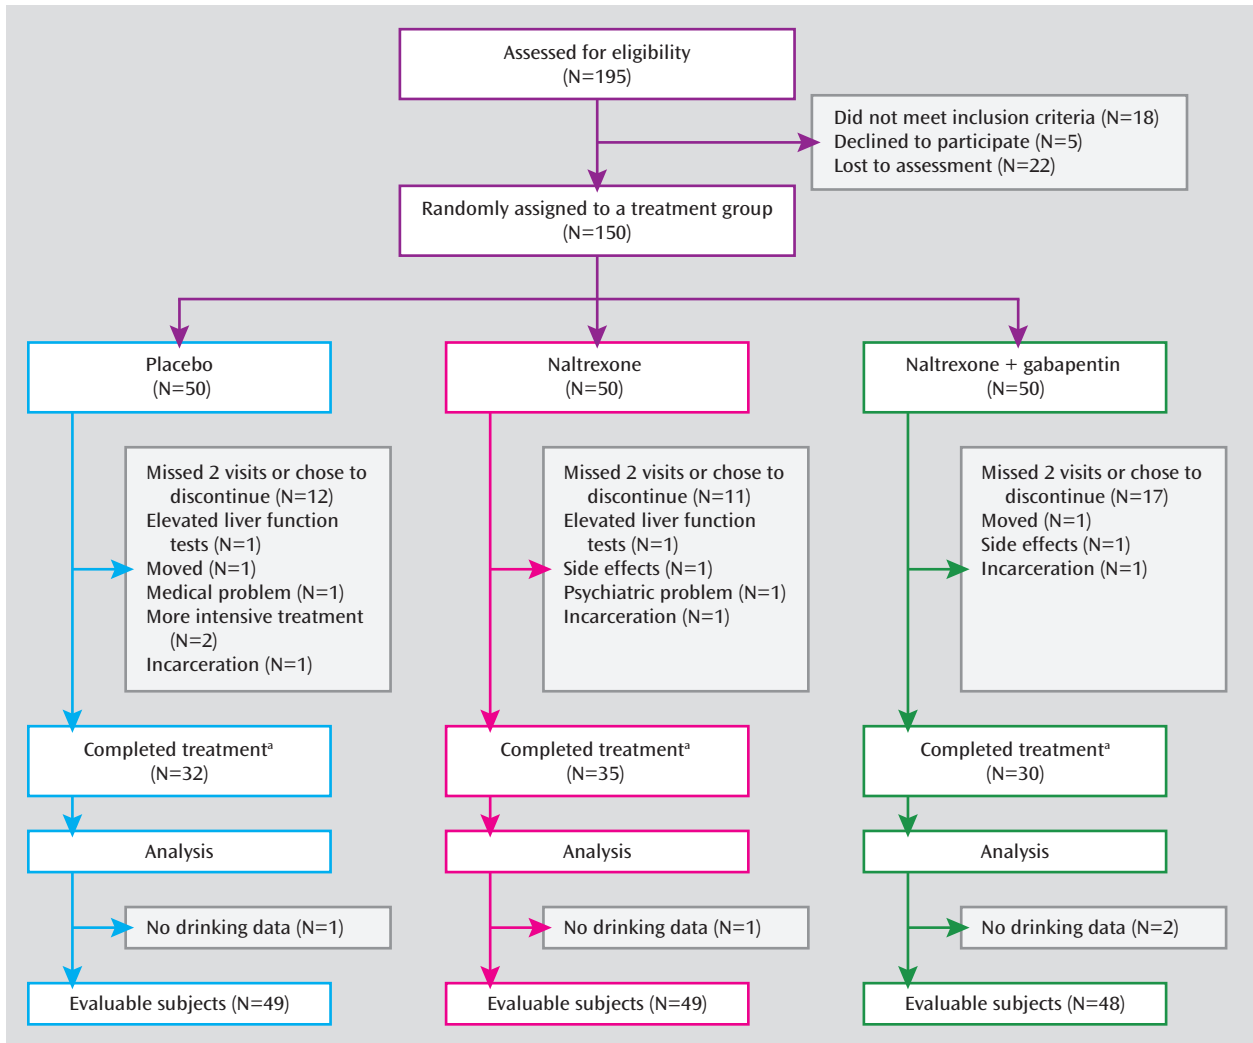 Assessed for eligibility
(N=195)
Did not meet inclusion criteria (N=18)
Declined to participate (N=5)
Lost to assessment (N=22)
Randomly assigned to a treatment group
(N=150)
Placebo
(N=50)
Naltrexone
(N=50)
Naltrexone + gabapentin
(N=50)
Missed 2 visits or chose to
discontinue (N=12)
Elevated liver function
tests (N=1)
Moved (N=1)
Medical problem (N=1)
More intensive treatment
(N=2)
Incarceration (N=1)
Missed 2 visits or chose to
discontinue (N=11)
Elevated liver function
tests (N=1)
Side effects (N=1)
Psychiatric problem (N=1)
Incarceration (N=1)
Missed 2 visits or chose to
discontinue (N=17)
Moved (N=1)
Side effects (N=1)
Incarceration (N=1)
Completed treatmentᵃ
(N=32)
Completed treatmentᵃ
(N=35)
Completed treatmentᵃ
(N=30)
Analysis
Analysis
Analysis
No drinking data (N=1)
No drinking data (N=1)
No drinking data (N=2)
Evaluable subjects (N=49)
Evaluable subjects (N=49)
Evaluable subjects (N=48)